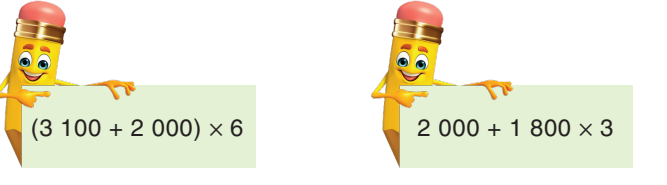 (3 100 + 2 000) × 6
2 000 + 1 800 × 3